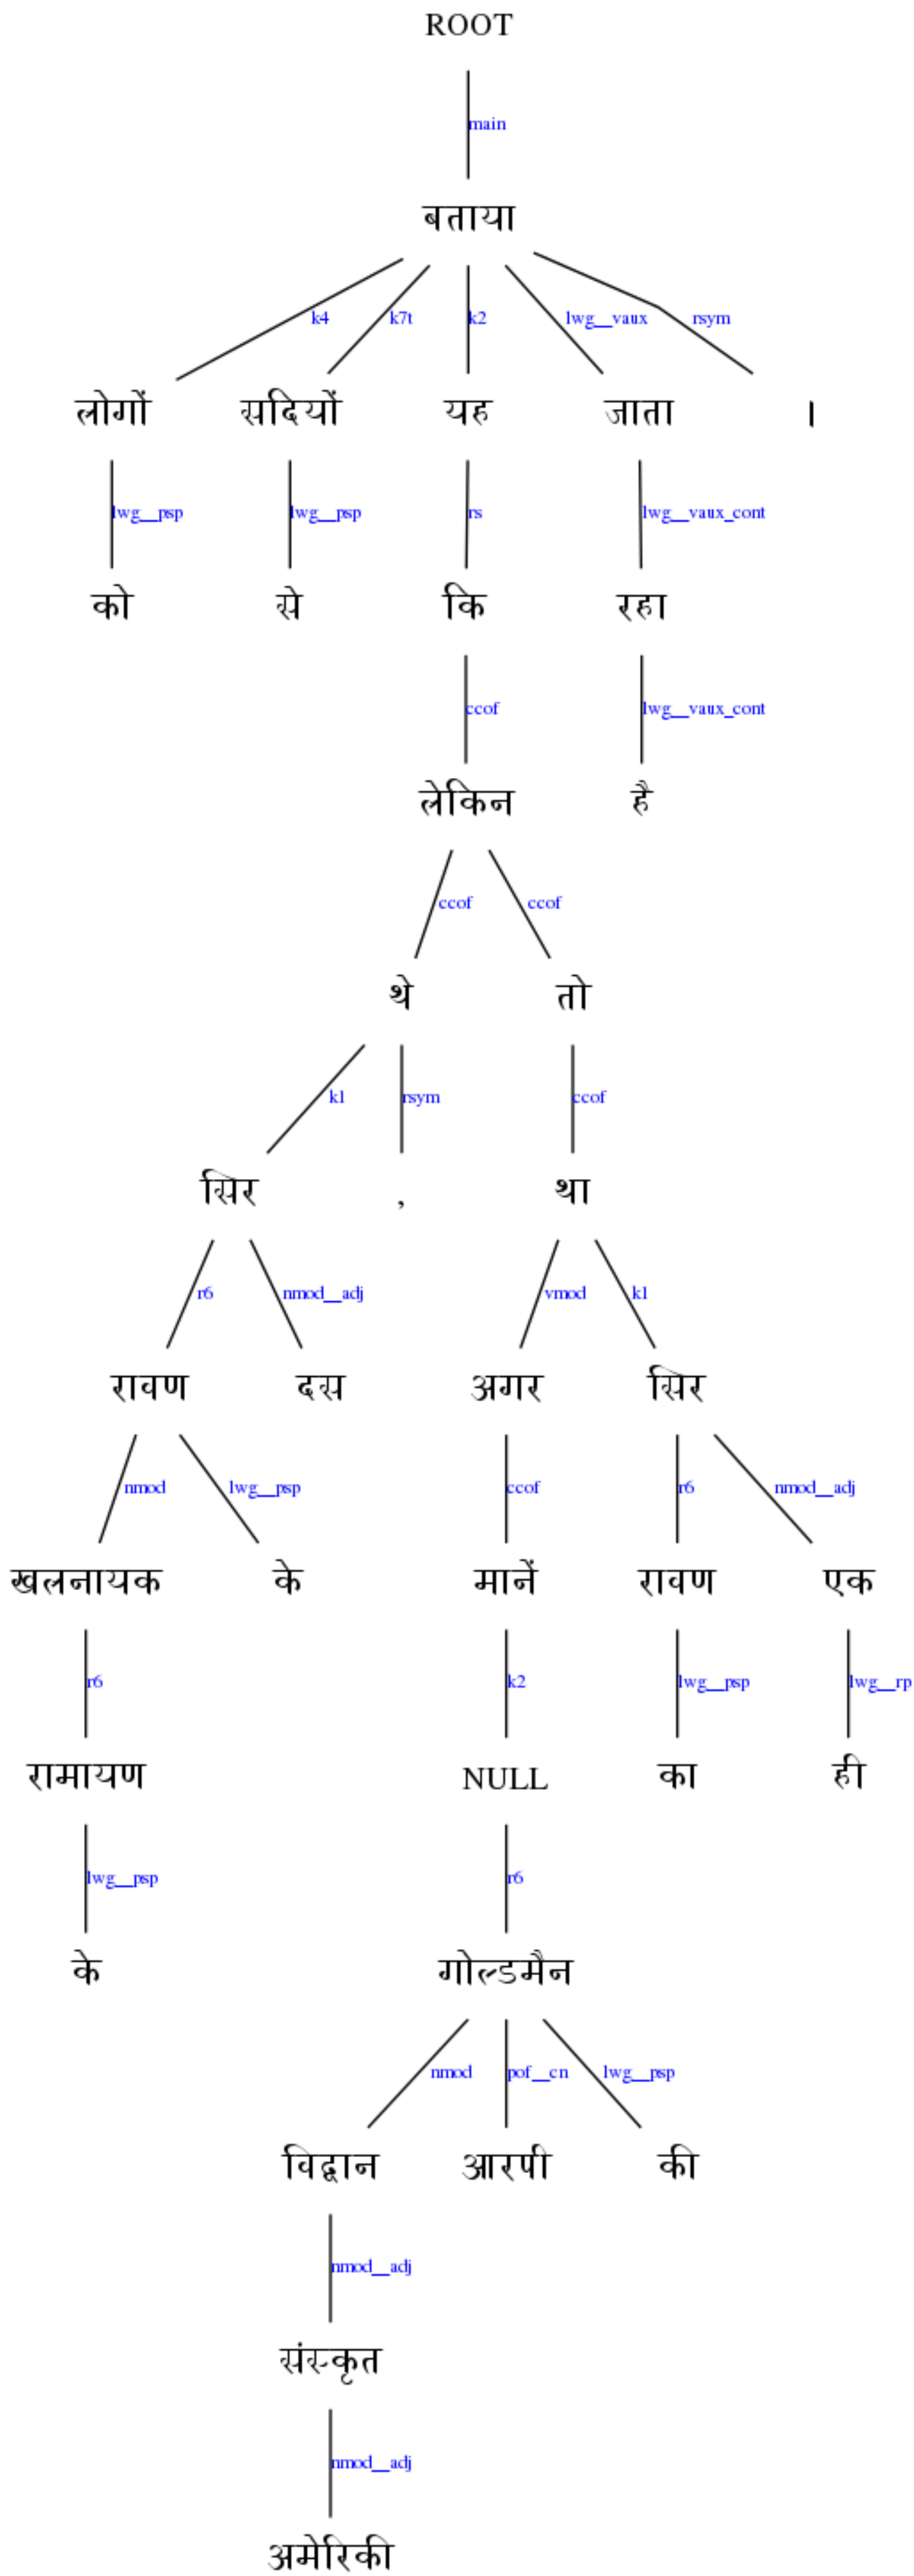 ROOT
main
बताया
k4 k7t k2 lwg__vaux rsym
लोगों सदियों यह जाता ।
lwg__psp lwg__psp rs lwg__vaux_cont
को से कि रहा
ccof lwg__vaux_cont
लेकिन है
ccof ccof
थे तो
k1 rsym ccof
सिर , था
r6 nmod__adj vmod k1
रावण दस अगर सिर
nmod lwg__psp ccof r6 nmod__adj
खलनायक के मानें रावण एक
r6 k2 lwg__psp lwg__rp
रामायण NULL का ही
lwg__psp r6
के गोल्डमैन
nmod pof__cn lwg__psp
विद्वान आरपी की
nmod__adj
संस्कृत
nmod__adj
अमेरिकी